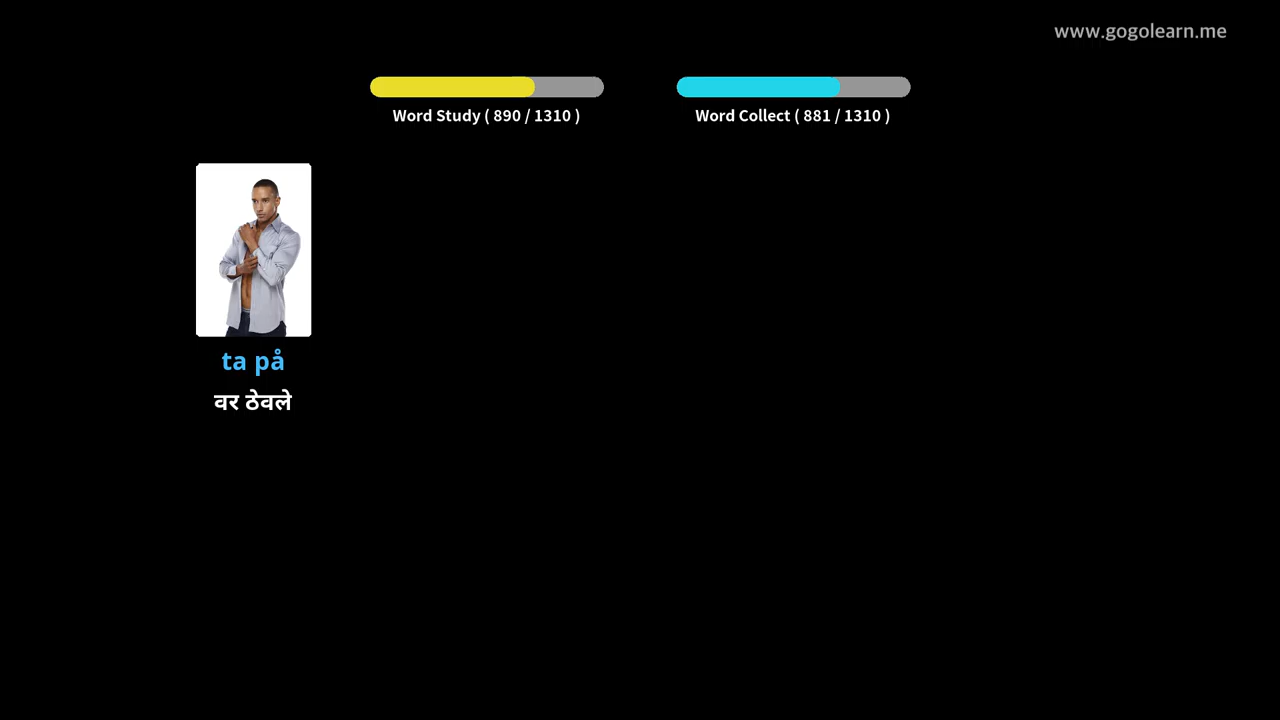 www.gogolearn.me
Word Study ( 890 / 1310 )
Word Collect ( 881 / 1310 )
ta på
वर ठेवले